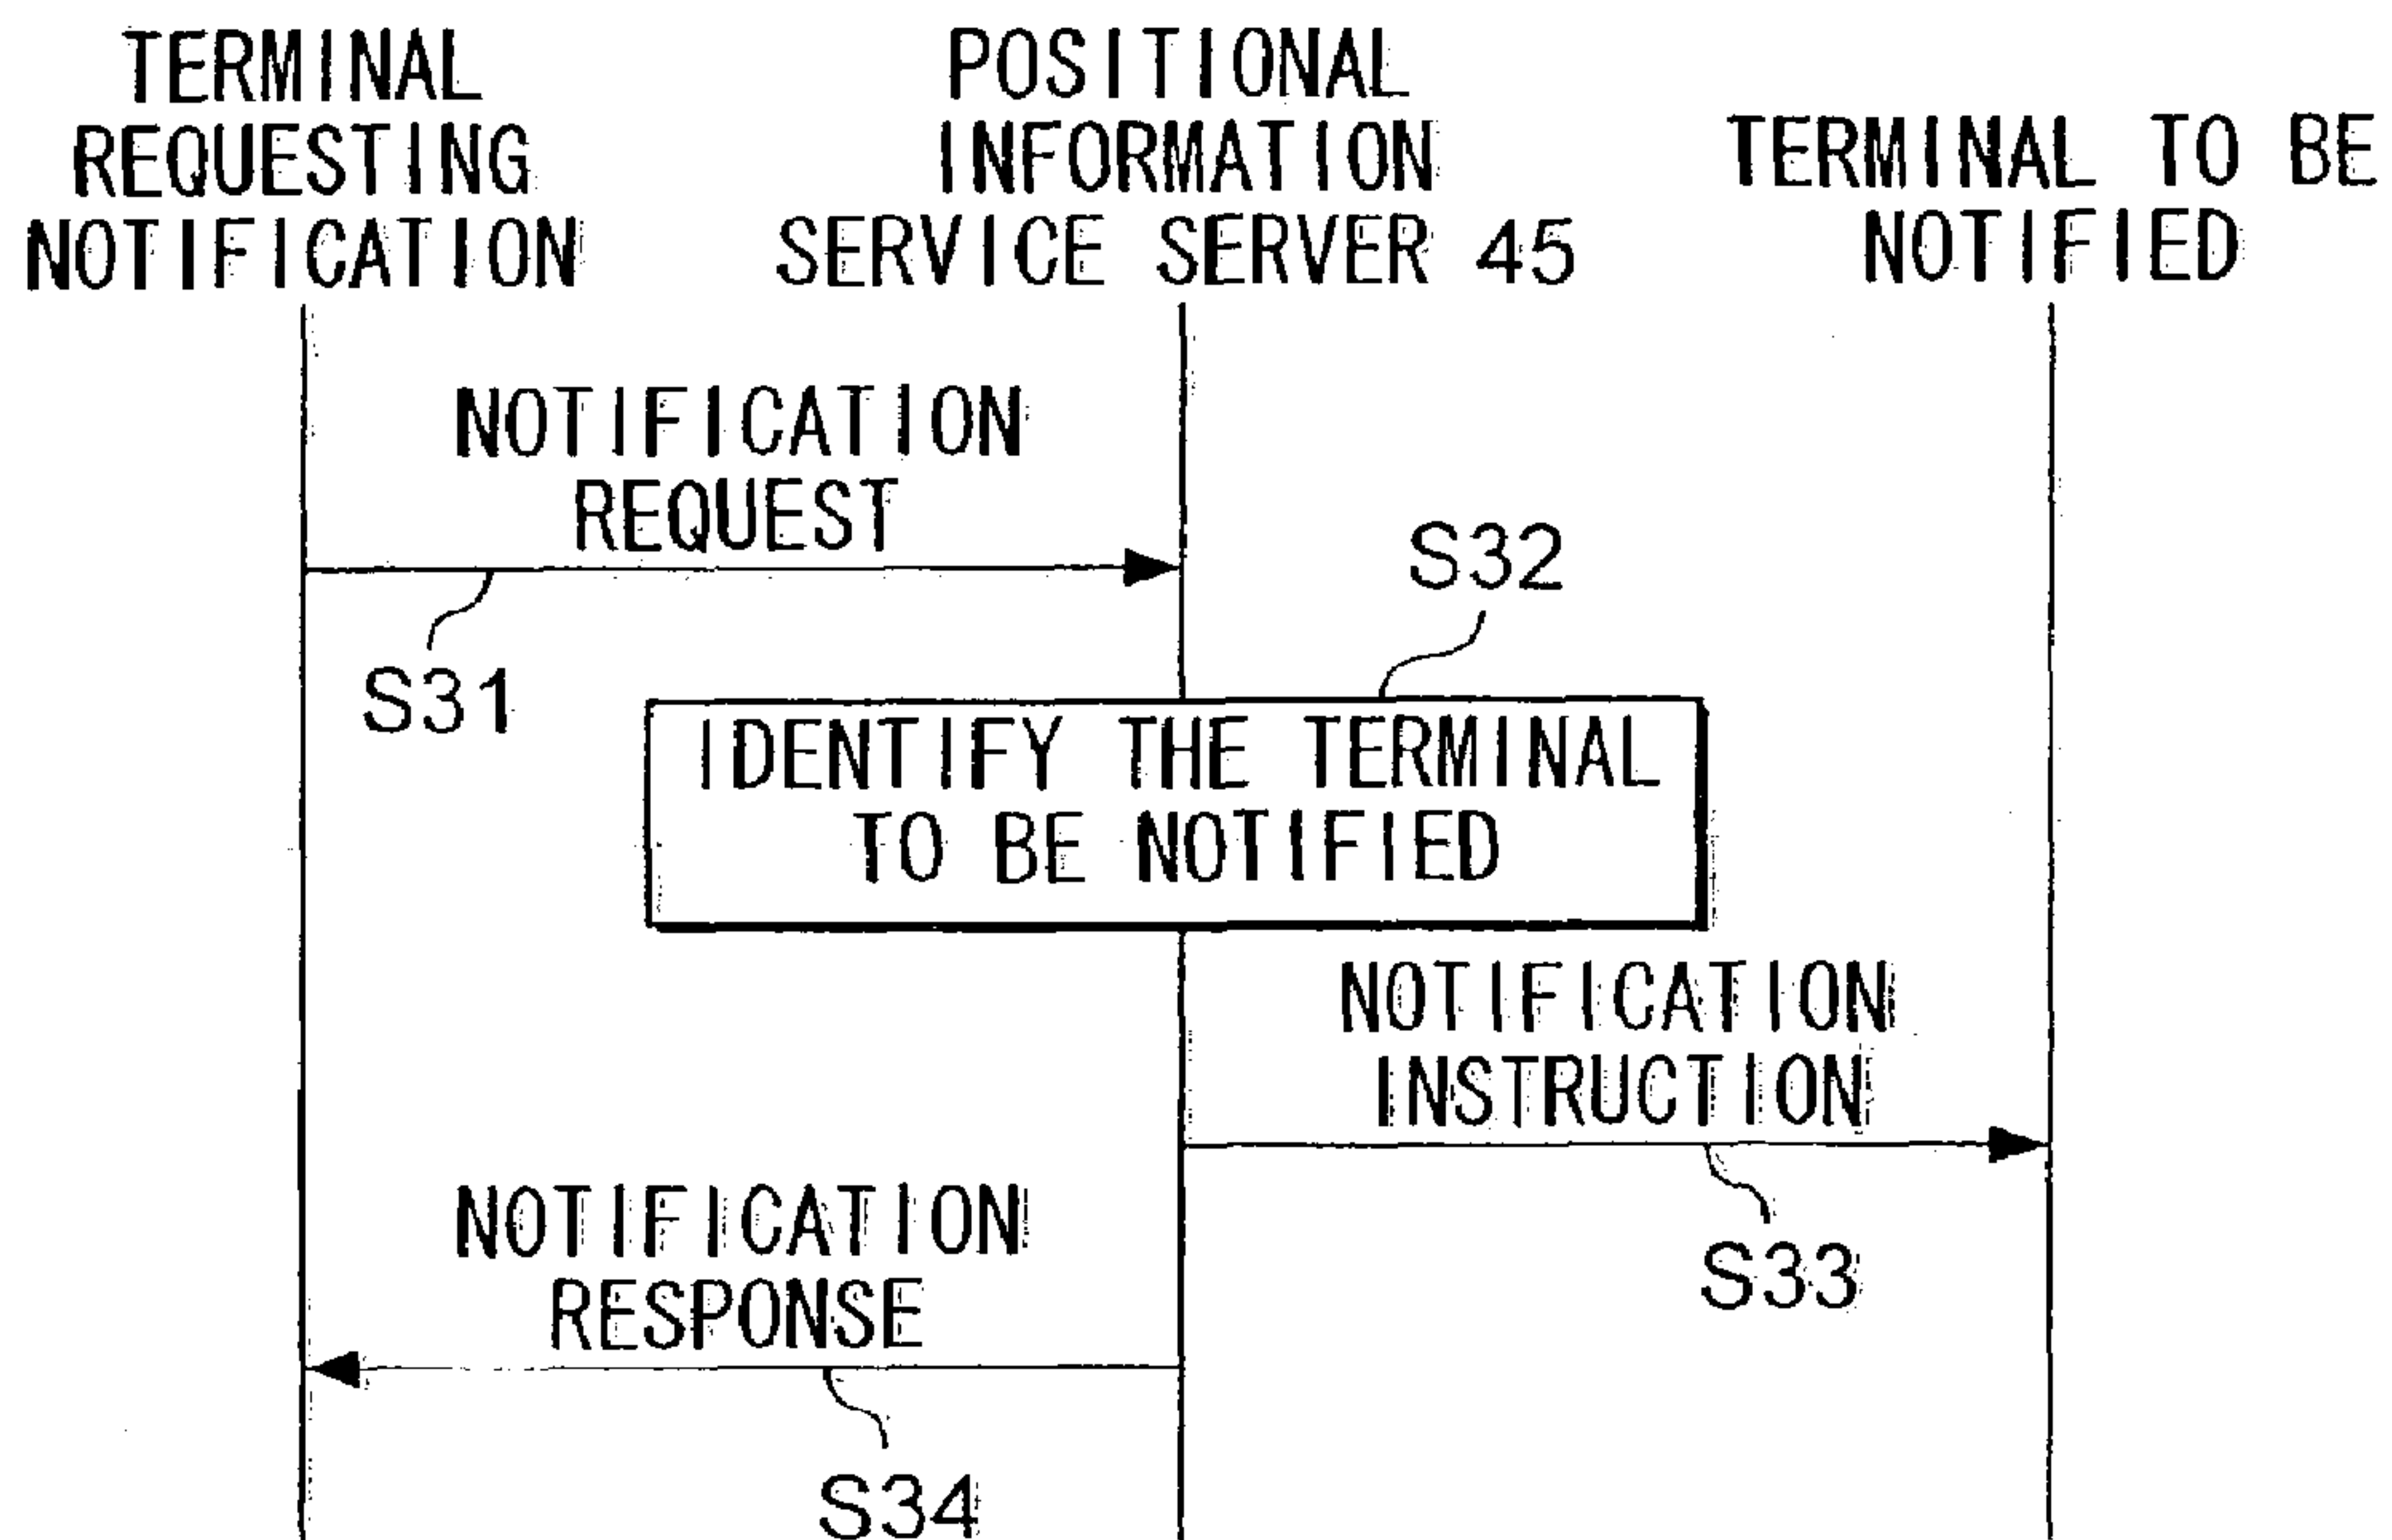 TERMINAL
REQUESTING
NOTIFICATION
POSITIONAL
INFORMATION
SERVICE SERVER 45
TERMINAL TO BE
NOTIFIED
NOTIFICATION
REQUEST
S31
S32
IDENTIFY THE TERMINAL
TO BE NOTIFIED
NOTIFICATION
INSTRUCTION
S33
NOTIFICATION
RESPONSE
S34